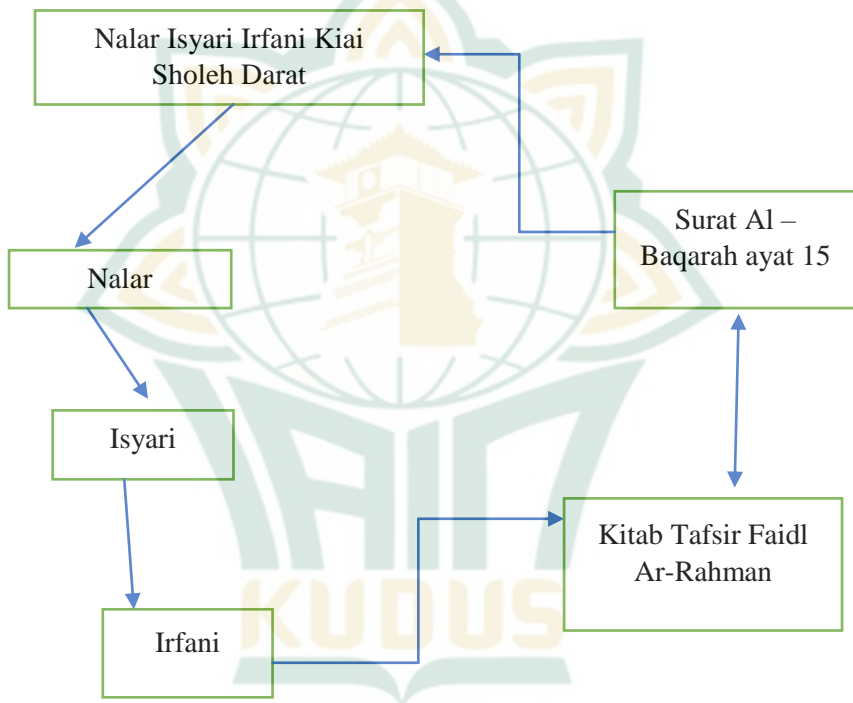 Nalar Isyari Irfani Kiai
Sholeh Darat
Surat Al –
Baqarah ayat 15
Nalar
Isyari
Kitab Tafsir Faidl
Ar-Rahman
Irfani
IAIN
KUDUS